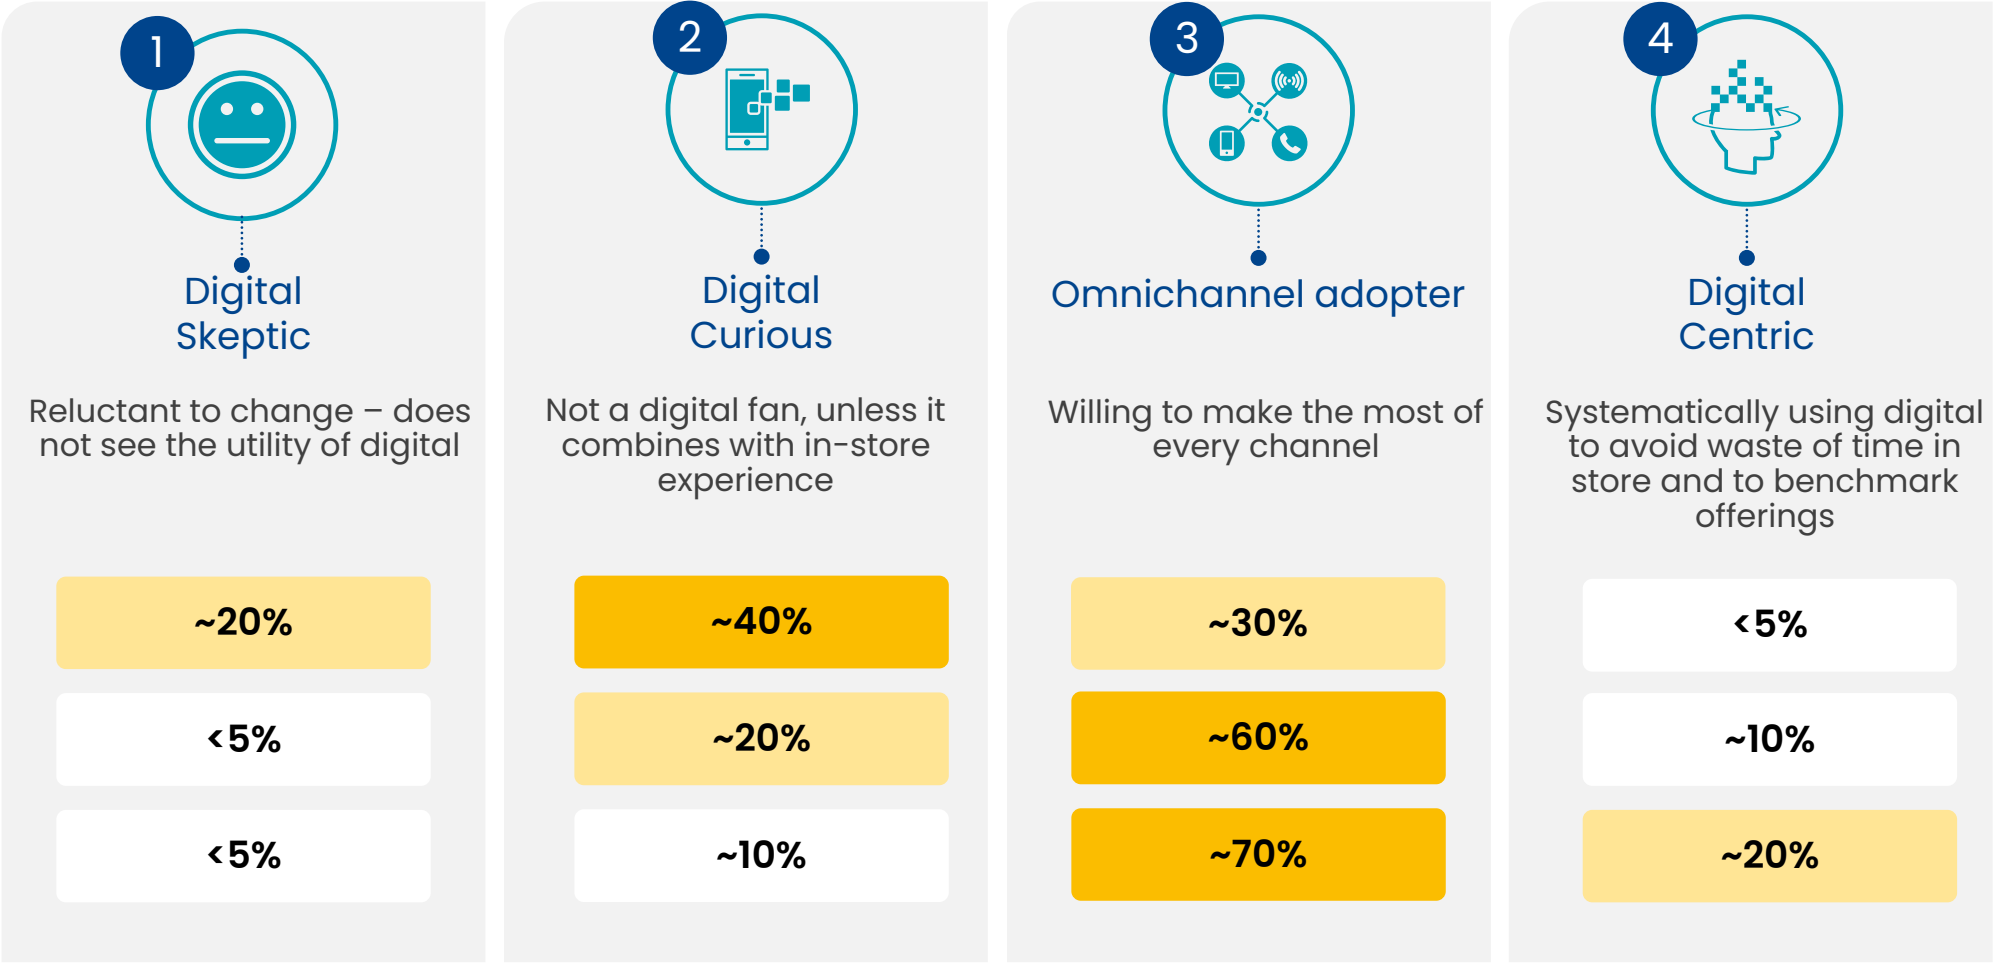 1
Digital
Skeptic
Reluctant to change – does
not see the utility of digital
~20%
<5%
<5%
2
Digital
Curious
Not a digital fan, unless it
combines with in-store
experience
~40%
~20%
~10%
3
Omnichannel adopter
Willing to make the most of
every channel
~30%
~60%
~70%
4
Digital
Centric
Systematically using digital
to avoid waste of time in
store and to benchmark
offerings
<5%
~10%
~20%